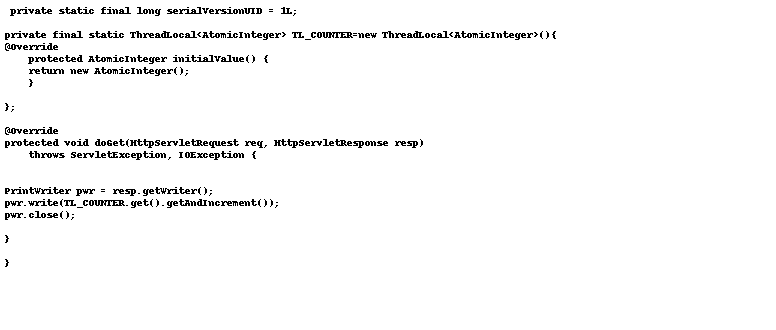 private static final long serialVersionUID = 1L;
private final static ThreadLocal<AtomicInteger> TL_COUNTER=new ThreadLocal<AtomicInteger>(){
@Override
protected AtomicInteger initialValue() {
return new AtomicInteger();
}
};
@Override
protected void doGet(HttpServletRequest req, HttpServletResponse resp)
throws ServletException, IOException {
PrintWriter pwr = resp.getWriter();
pwr.write(TL_COUNTER.get().getAndIncrement());
pwr.close();
}
}